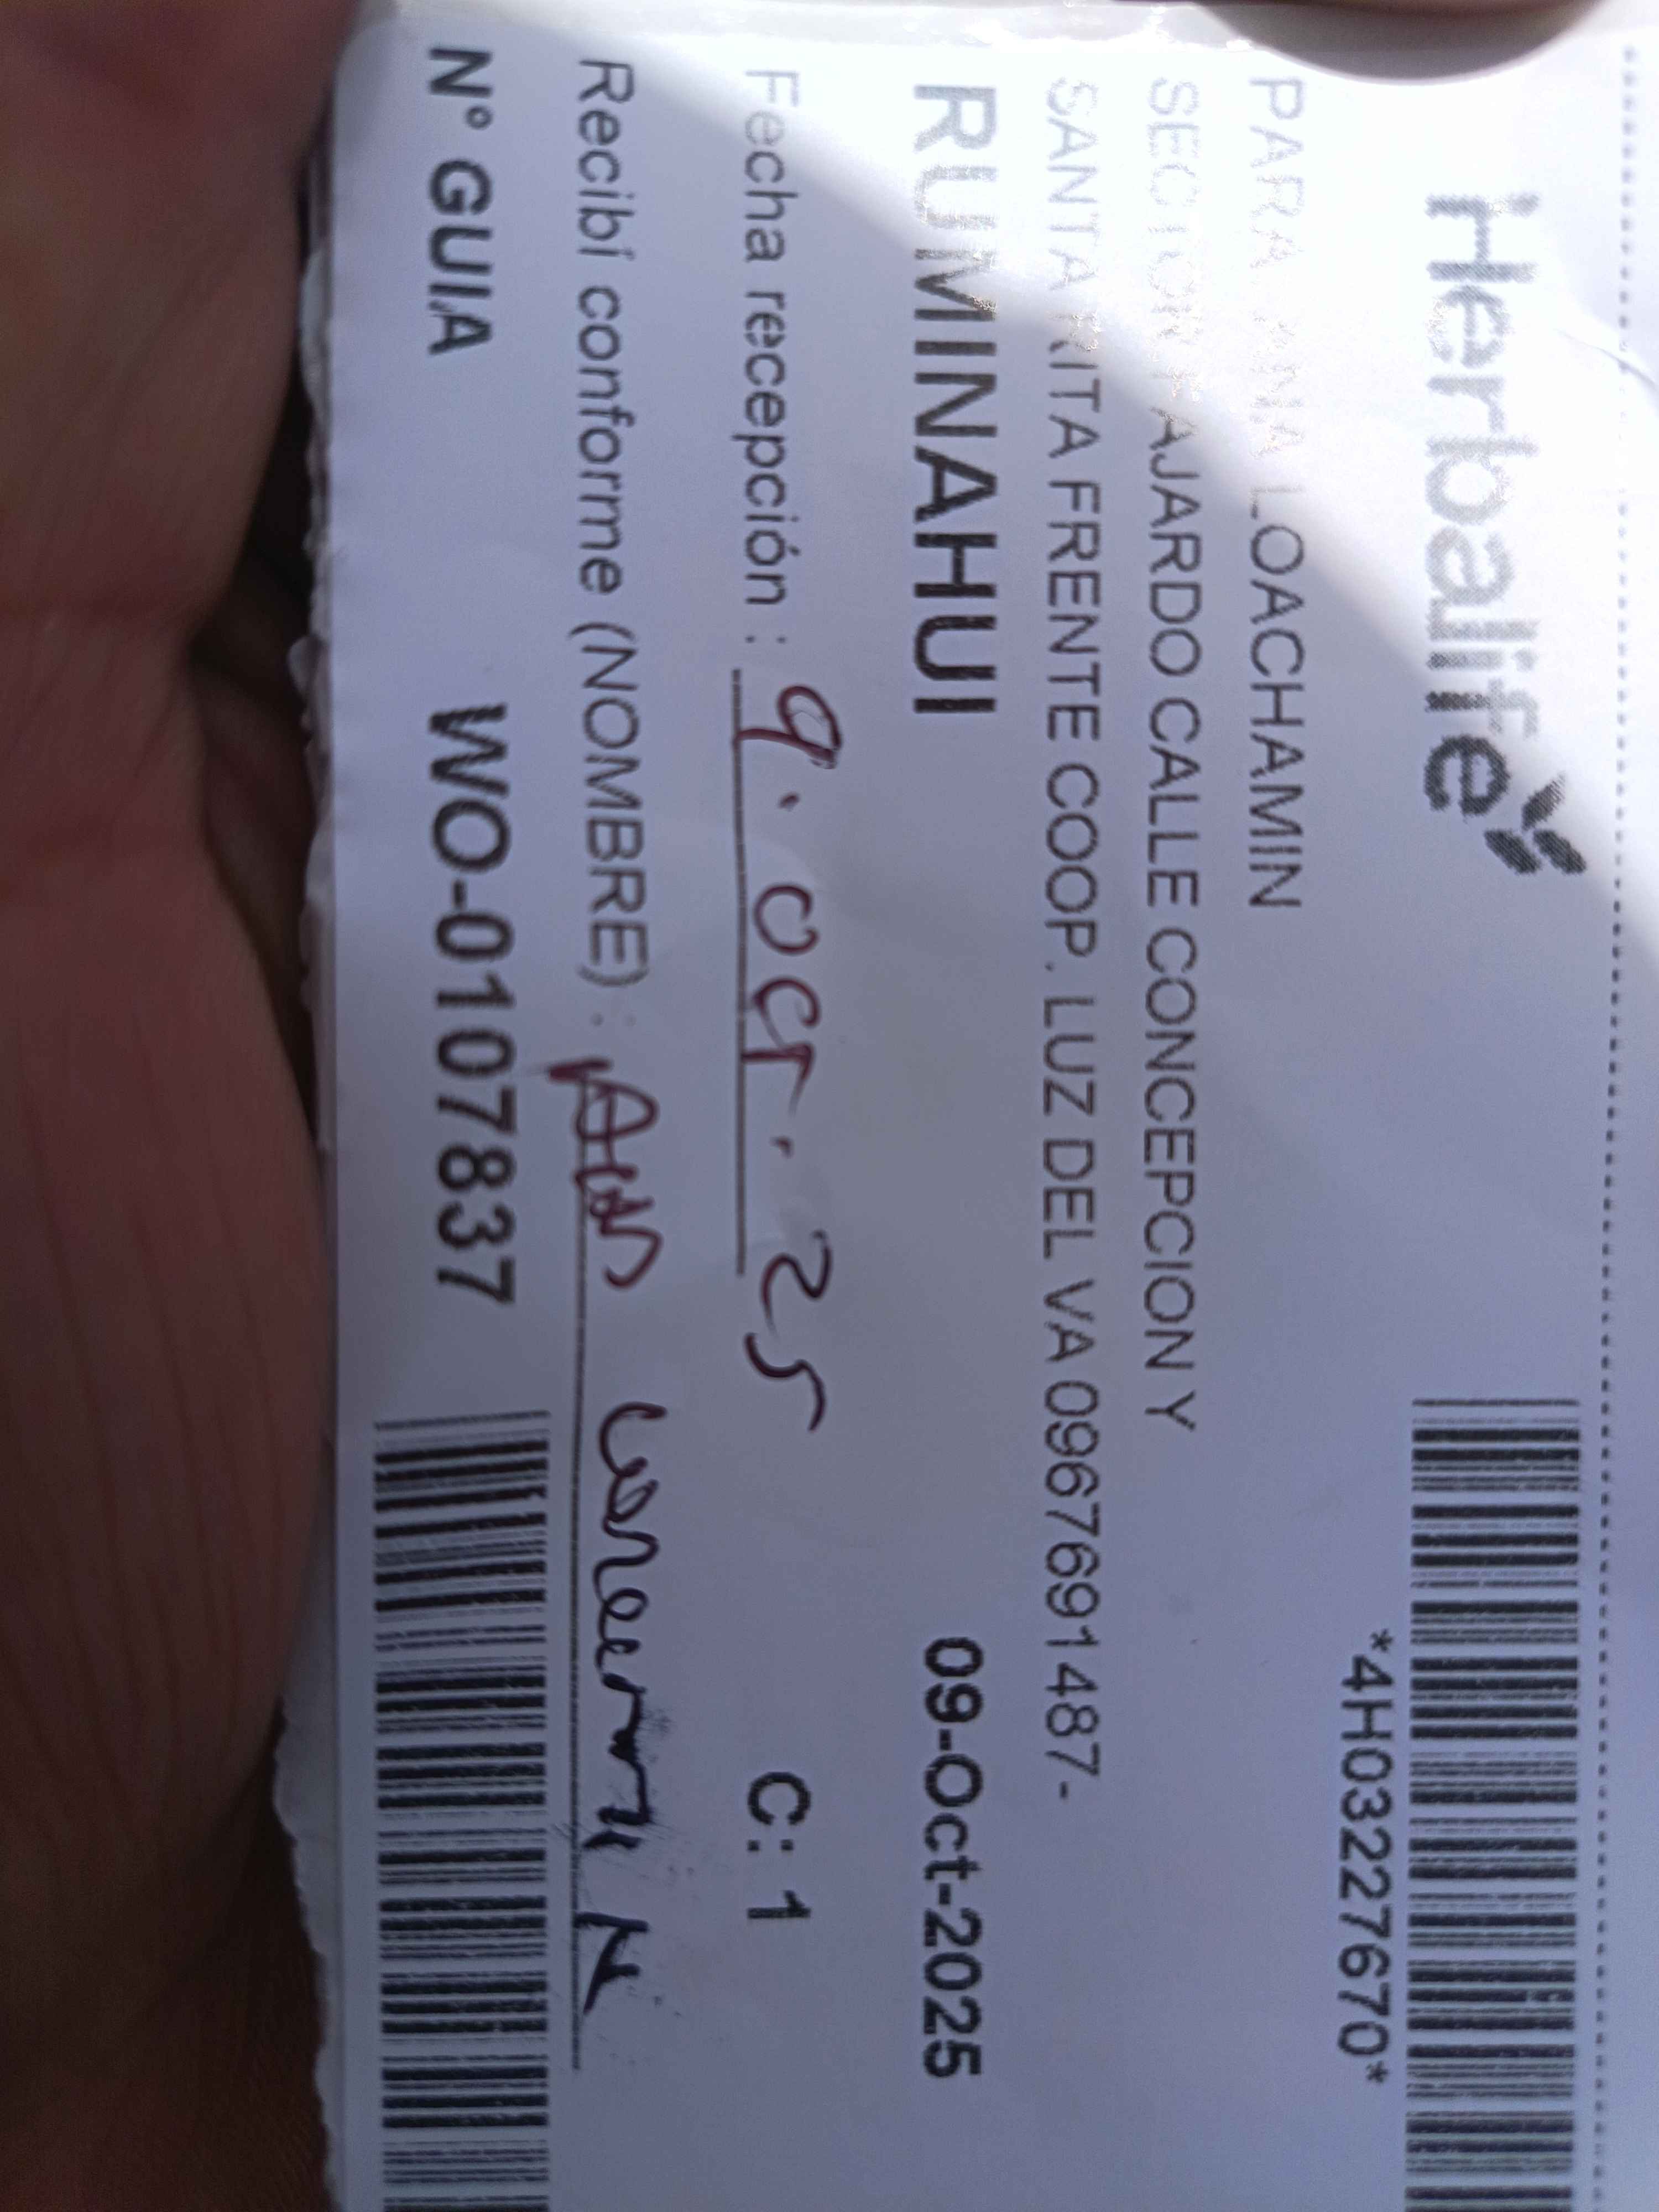 Herbalife
*4H03227670*
PARA ANA LOACHAMIN
SECTOR FAJARDO CALLE CONCEPCION Y
SANTA RITA FRENTE COOP. LUZ DEL VA 0967691487-
RUMINAHUI 09-Oct-2025
Fecha recepción : 9. oct. 25 C: 1
Recibí conforme (NOMBRE) :
N° GUIA WO-0107837